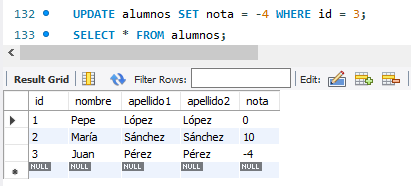 132 UPDATE alumnos SET nota = -4 WHERE id = 3;
133 SELECT * FROM alumnos;
Result Grid Filter Rows: Edit:
id nombre apellido1 apellido2 nota
1 Pepe López López 0
2 María Sánchez Sánchez 10
3 Juan Pérez Pérez -4
NULL NULL NULL NULL NULL